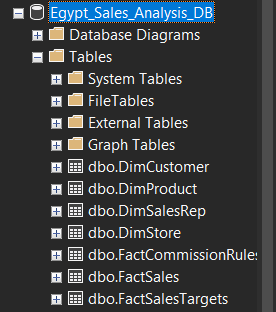 Egypt_Sales_Analysis_DB
Database Diagrams
Tables
System Tables
FileTables
External Tables
Graph Tables
dbo.DimCustomer
dbo.DimProduct
dbo.DimSalesRep
dbo.DimStore
dbo.FactCommissionRules
dbo.FactSales
dbo.FactSalesTargets